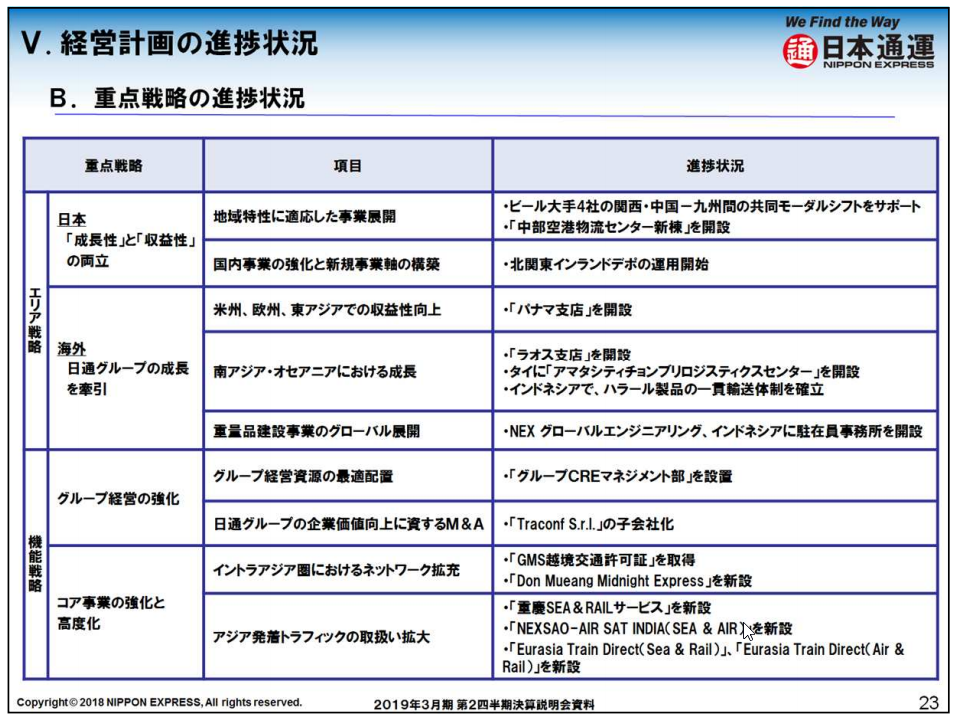 Ⅴ.経営計画の進捗状況
We Find the Way
通 日本通運
NIPPON EXPRESS
B. 重点戦略の進捗状況
重点戦略 項目 進捗状況
エリア戦略
日本
「成長性」と「収益性」
の両立
地域特性に適応した事業展開
・ビール大手4社の関西・中国－九州間の共同モーダルシフトをサポート
・「中部空港物流センター新棟」を開設
国内事業の強化と新規事業軸の構築
・北関東インランドデポの運用開始
海外
日通グループの成長
を牽引
米州、欧州、東アジアでの収益性向上
・「パナマ支店」を開設
南アジア・オセアニアにおける成長
・「ラオス支店」を開設
・タイに「アマタシティチョンブリロジスティクスセンター」を開設
・インドネシアで、ハラール製品の一貫輸送体制を確立
重量品建設事業のグローバル展開
・NEX グローバルエンジニアリング、インドネシアに駐在員事務所を開設
機能戦略
グループ経営の強化
グループ経営資源の最適配置
・「グループCREマネジメント部」を設置
日通グループの企業価値向上に資するM＆A
・「Traconf S.r.l.」の子会社化
コア事業の強化と
高度化
イントラアジア圏におけるネットワーク拡充
・「GMS越境交通許可証」を取得
・「Don Mueang Midnight Express」を新設
アジア発着トラフィックの取扱い拡大
・「重慶SEA＆RAILサービス」を新設
・「NEXSAO-AIR SAT INDIA（SEA & AIR）」を新設
・「Eurasia Train Direct（Sea & Rail）」、「Eurasia Train Direct（Air &
Rail）」を新設
Copyright© 2018 NIPPON EXPRESS, All rights reserved.
2019年3月期 第2四半期決算説明会資料
23